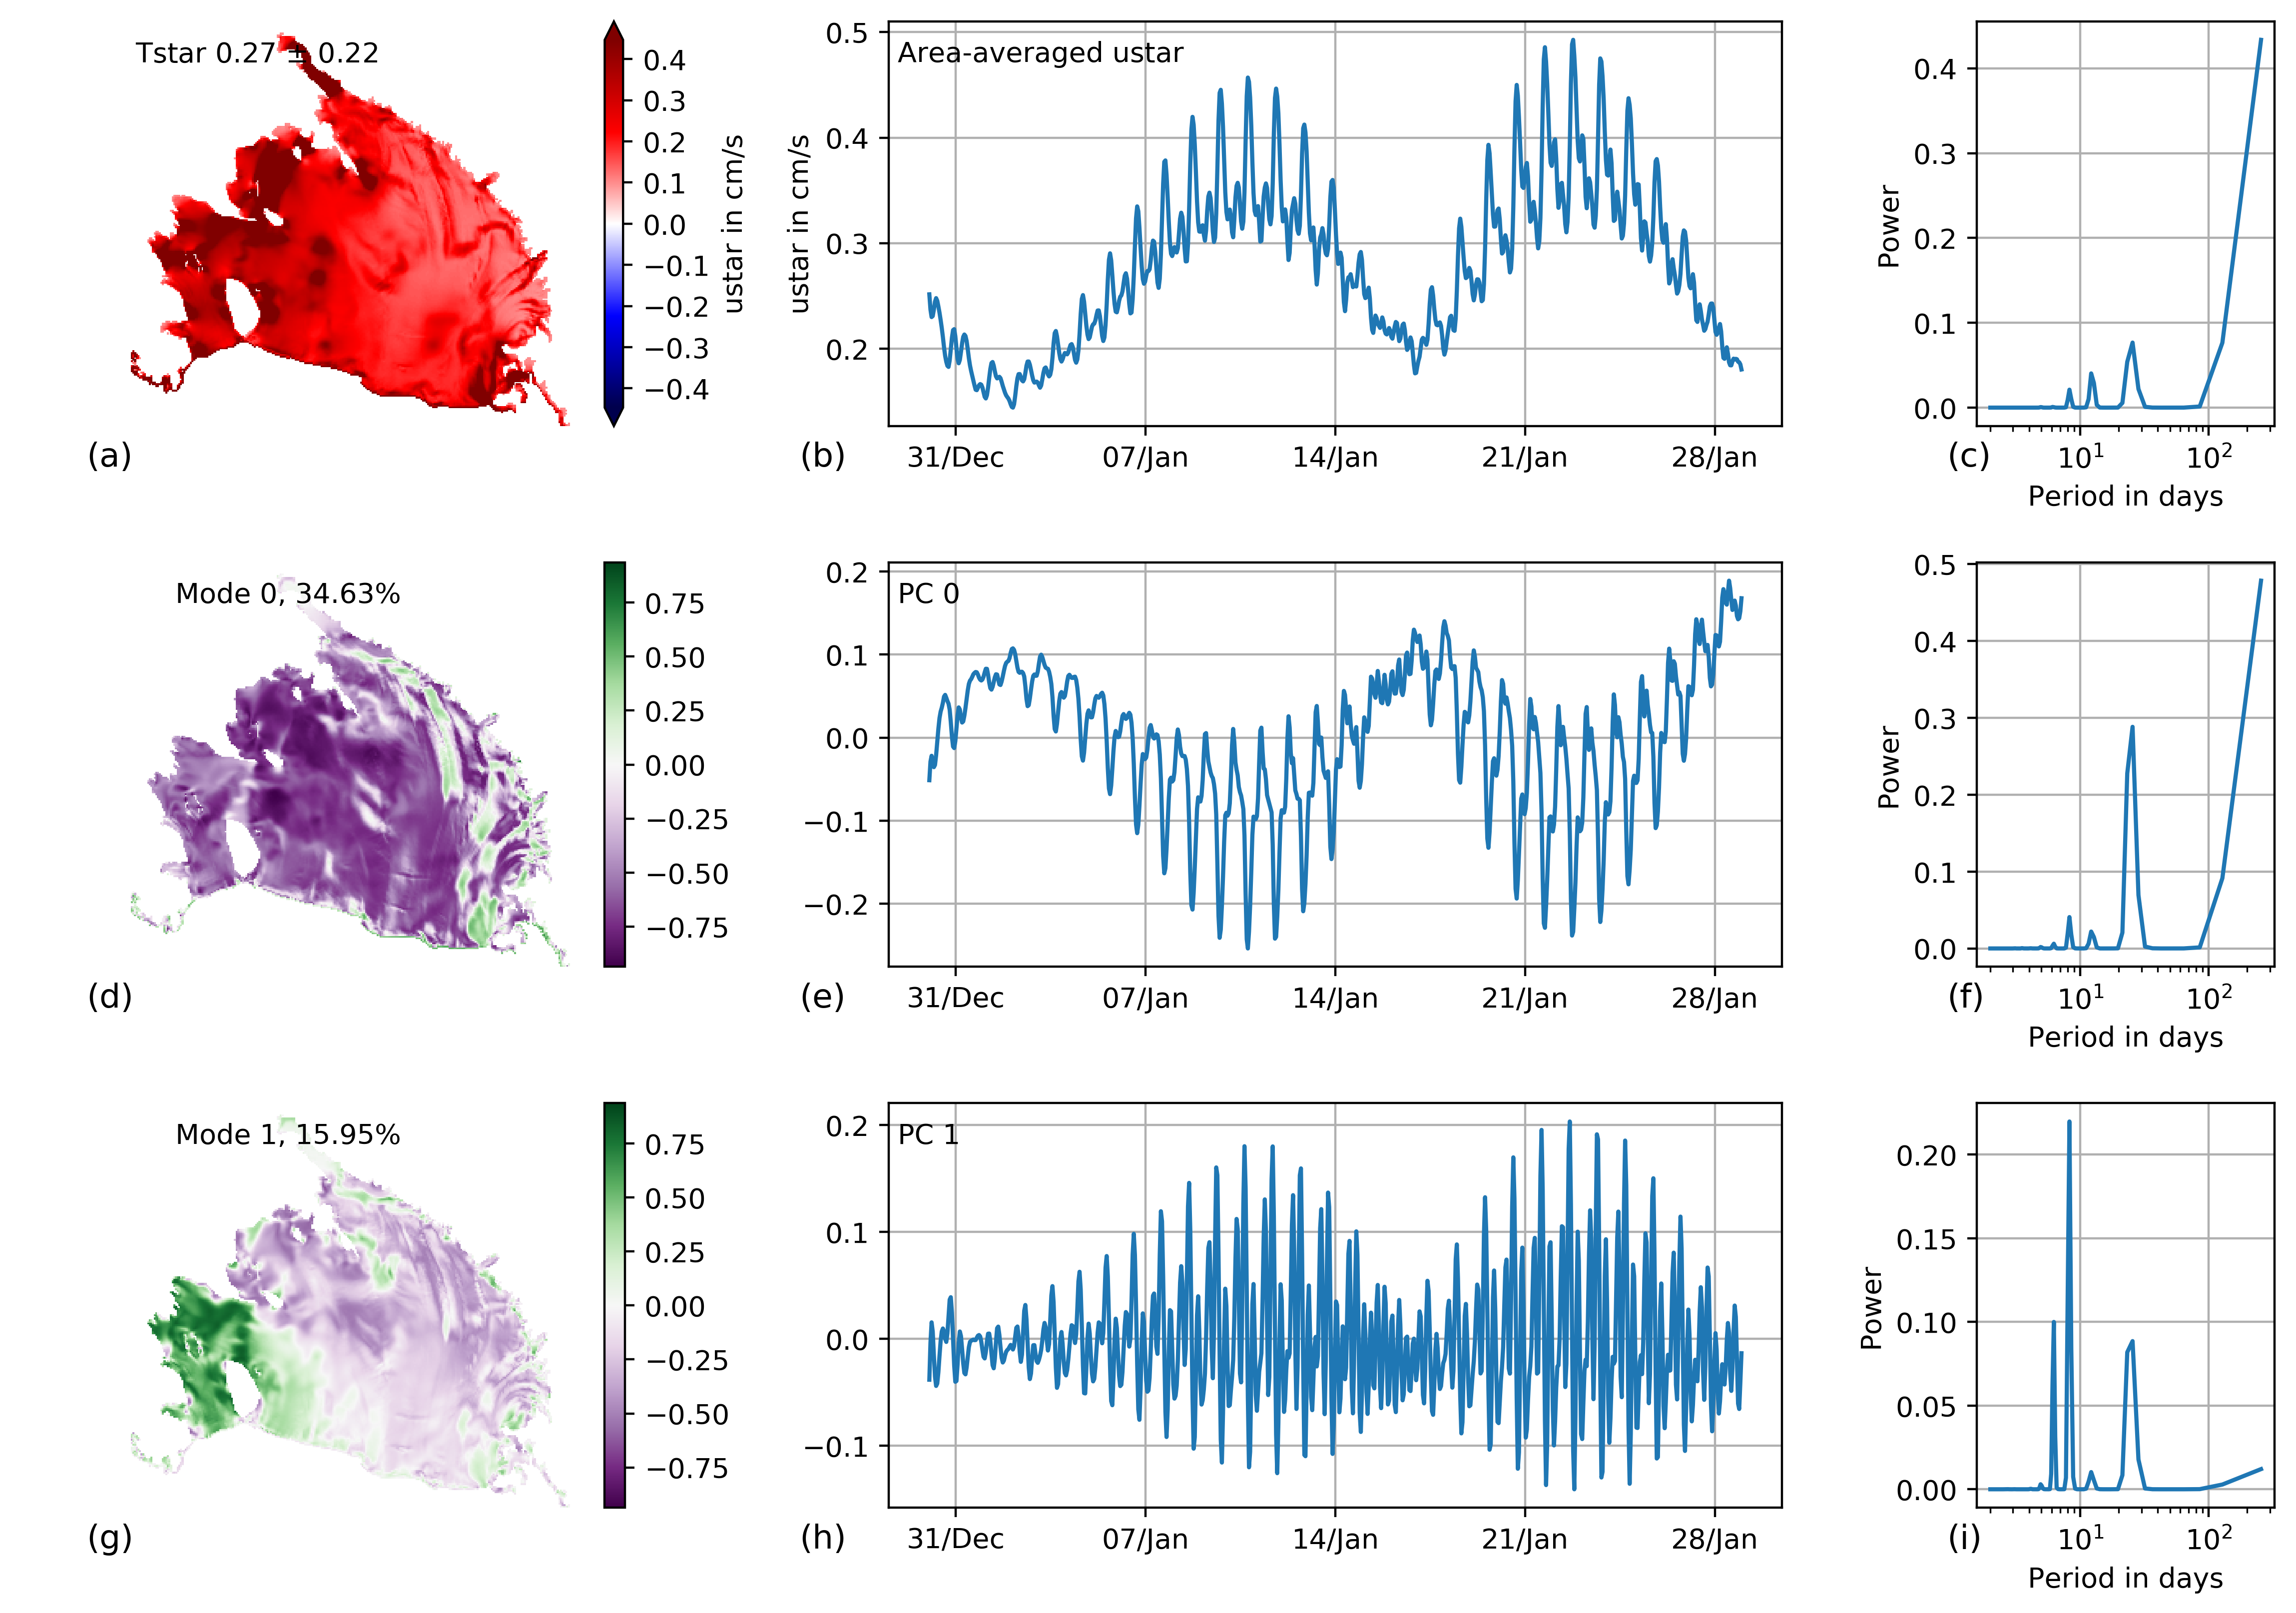 Tstar 0.27 ± 0.22
0.4
0.3
0.2
0.1
0.0
−0.1
−0.2
−0.3
−0.4
ustar in cm/s
(a)
Area-averaged ustar
ustar in cm/s
0.5
0.4
0.3
0.2
31/Dec 07/Jan 14/Jan 21/Jan 28/Jan
(b)
Power
0.4
0.3
0.2
0.1
0.0
10¹ 10²
Period in days
(c)
Mode 0, 34.63%
0.75
0.50
0.25
0.00
−0.25
−0.50
−0.75
(d)
PC 0
0.2
0.1
0.0
−0.1
−0.2
31/Dec 07/Jan 14/Jan 21/Jan 28/Jan
(e)
Power
0.5
0.4
0.3
0.2
0.1
0.0
10¹ 10²
Period in days
(f)
Mode 1, 15.95%
0.75
0.50
0.25
0.00
−0.25
−0.50
−0.75
(g)
PC 1
0.2
0.1
0.0
−0.1
31/Dec 07/Jan 14/Jan 21/Jan 28/Jan
(h)
Power
0.20
0.15
0.10
0.05
0.00
10¹ 10²
Period in days
(i)